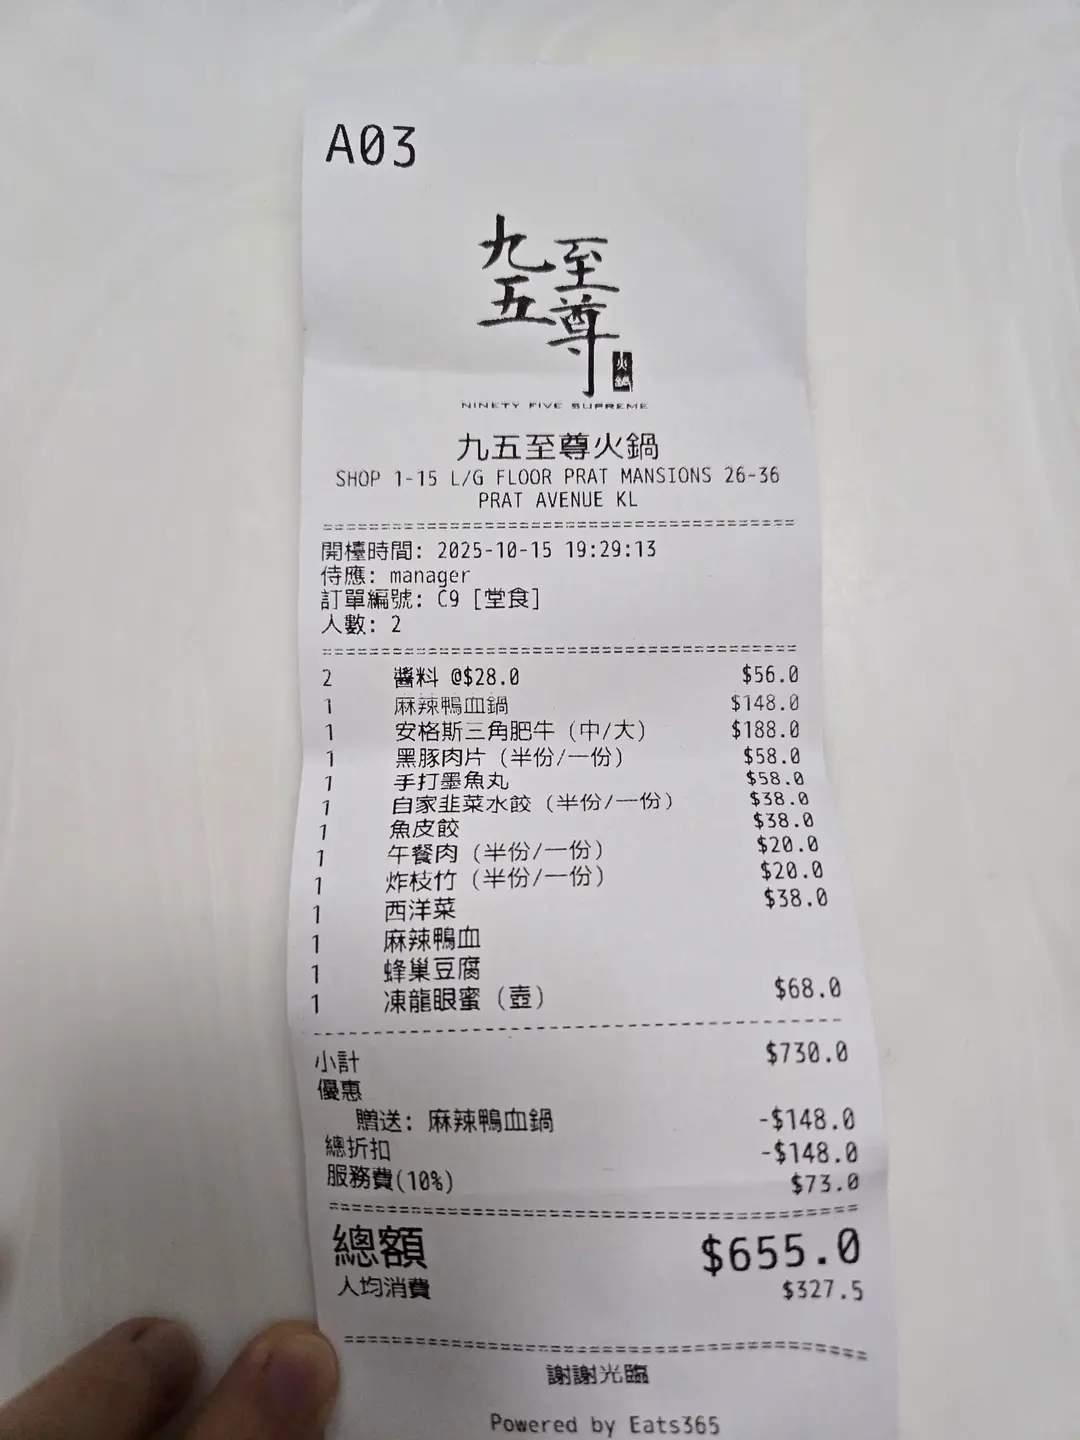 A03
九五至尊
火鍋
NINETY FIVE SUPREME
九五至尊火鍋
SHOP 1-15 L/G FLOOR PRAT MANSIONS 26-36
PRAT AVENUE KL
開檯時間: 2025-10-15 19:29:13
侍應: manager
訂單編號: C9 [堂食]
人數: 2
2 醬料 @$28.0 $56.0
1 麻辣鴨血鍋 $148.0
1 安格斯三角肥牛 (中/大) $188.0
1 黑豚肉片 (半份/一份) $58.0
1 手打墨魚丸 $58.0
1 自家韭菜水餃 (半份/一份) $38.0
1 魚皮餃 $38.0
1 午餐肉 (半份/一份) $20.0
1 炸枝竹 (半份/一份) $20.0
1 西洋菜 $38.0
1 麻辣鴨血
1 蜂巢豆腐
1 凍龍眼蜜 (壺) $68.0
小計 $730.0
優惠
贈送: 麻辣鴨血鍋 -$148.0
總折扣 -$148.0
服務費(10%) $73.0
總額 $655.0
人均消費 $327.5
謝謝光臨
Powered by Eats365